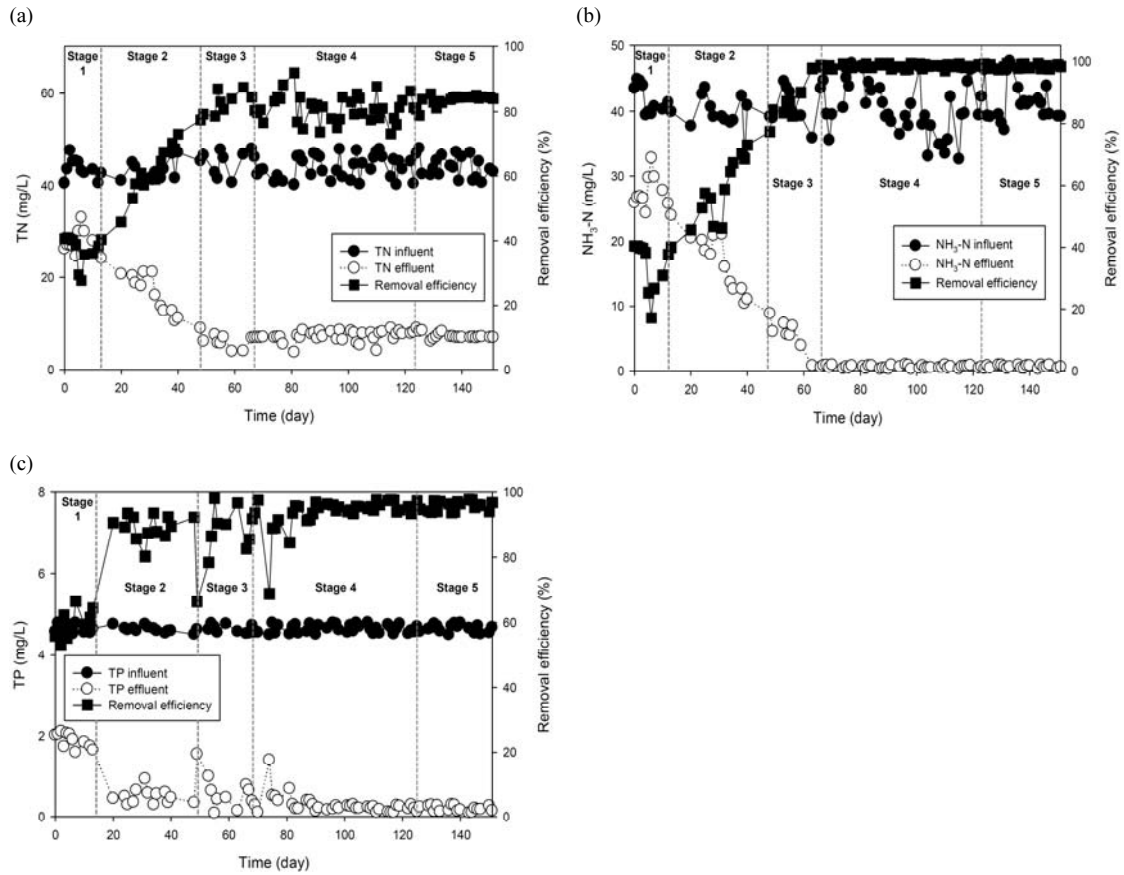 (a)
Stage
1
Stage 2
Stage 3
Stage 4
Stage 5
TN (mg/L)
0
20
40
60
Removal efficiency (%)
0
20
40
60
80
100
TN influent
TN effluent
Removal efficiency
0
20
40
60
80
100
120
140
Time (day)
(b)
Stage
1
Stage 2
Stage 3
Stage 4
Stage 5
NH3-N (mg/L)
0
10
20
30
40
50
Removal efficiency (%)
0
20
40
60
80
100
NH3-N influent
NH3-N effluent
Removal efficiency
0
20
40
60
80
100
120
140
Time (day)
(c)
Stage
1
Stage 2
Stage 3
Stage 4
Stage 5
TP (mg/L)
0
2
4
6
8
Removal efficiency (%)
0
20
40
60
80
100
TP influent
TP effluent
Removal efficiency
0
20
40
60
80
100
120
140
Time (day)